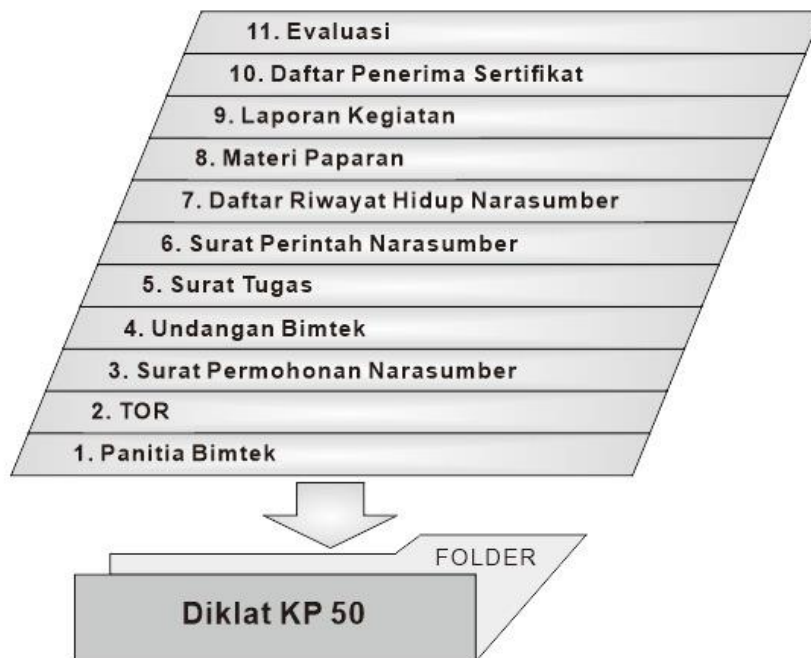 11. Evaluasi
10. Daftar Penerima Sertifikat
9. Laporan Kegiatan
8. Materi Paparan
7. Daftar Riwayat Hidup Narasumber
6. Surat Perintah Narasumber
5. Surat Tugas
4. Undangan Bimtek
3. Surat Permohonan Narasumber
2. TOR
1. Panitia Bimtek
FOLDER
Diklat KP 50